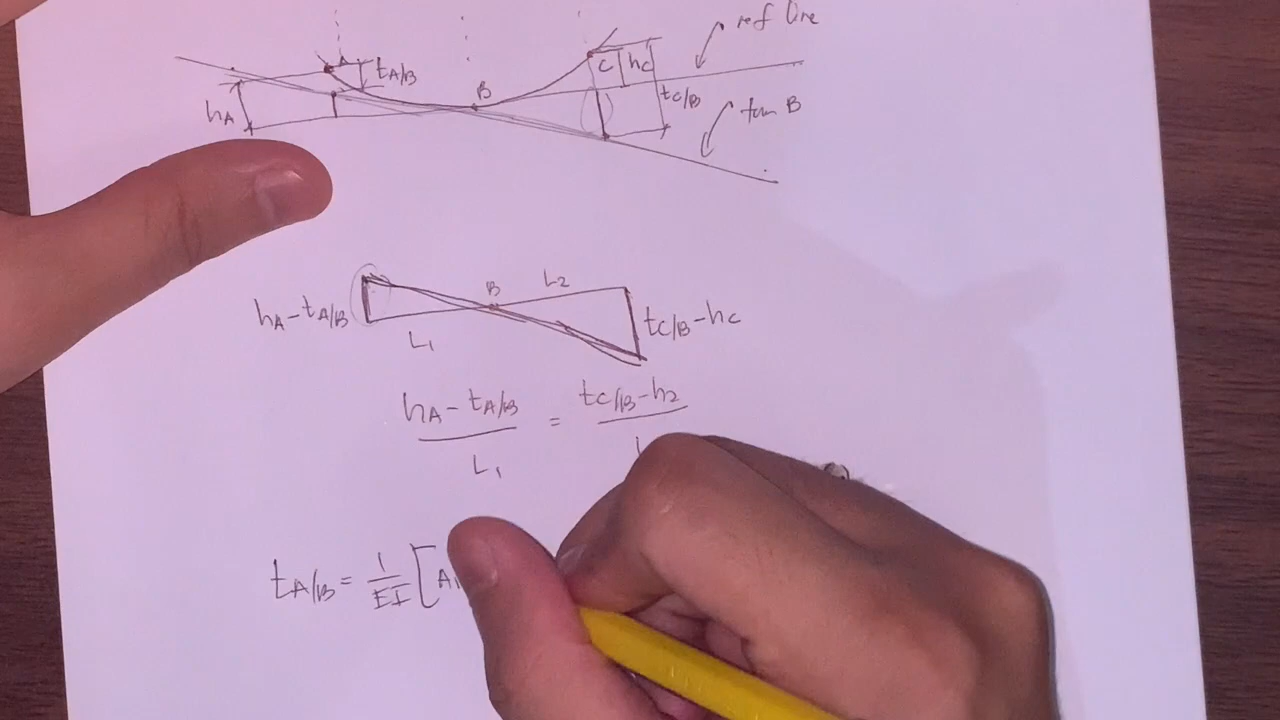 ref line
A t A/B C hC
hA B tC/B tan B
B L2
hA - tA/B L1 tC/B - hC
hA - tA/B = tC/B - h2
L1
tA/B = 1/EI [A1